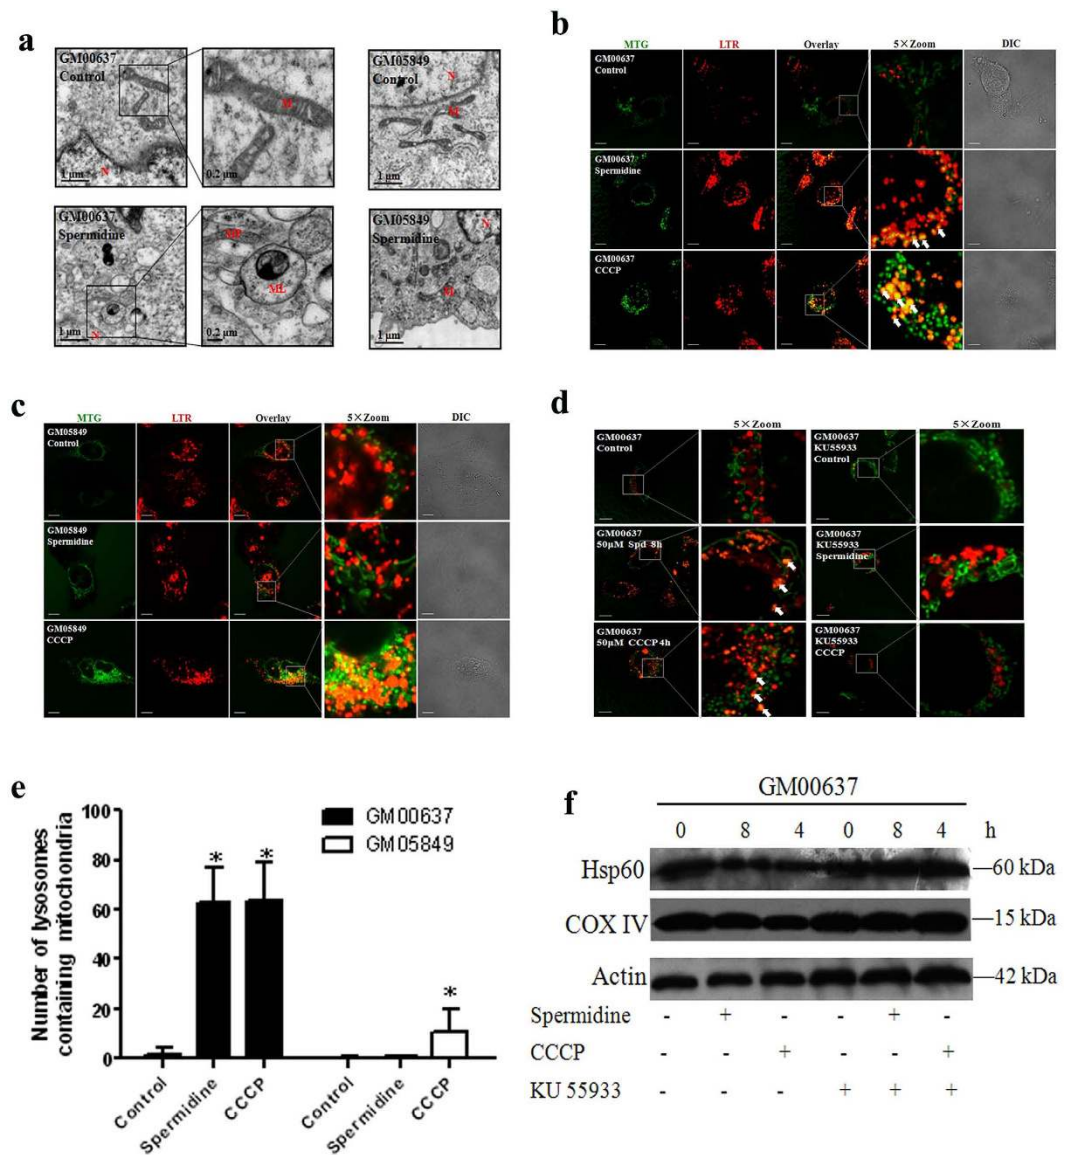 a
GM00637
Control
M
N
1 μm
0.2 μm
GM05849
Control
N
M
1 μm
GM00637
Spermidine
N
1 μm
MP
ML
0.2 μm
GM05849
Spermidine
N
M
1 μm
b
MTG LTR Overlay 5×Zoom DIC
GM00637
Control
GM00637
Spermidine
GM00637
CCCP
c
MTG LTR Overlay 5×Zoom DIC
GM05849
Control
GM05849
Spermidine
GM05849
CCCP
d
5×Zoom 5×Zoom
GM00637
Control
GM00637
KU55933
Control
GM00637
50μM Spd 8h
GM00637
KU55933
Spermidine
GM00637
50μM CCCP 4h
GM00637
KU55933
CCCP
e
Number of lysosomes
containing mitochondria
100
80
60
40
20
0
GM00637
GM05849
* * *
Control Spermidine CCCP Control Spermidine CCCP
f
GM00637
0 8 4 0 8 4 h
Hsp60 60 kDa
COX IV 15 kDa
Actin 42 kDa
Spermidine - + - - + -
CCCP - - + - - +
KU 55933 - - - + + +